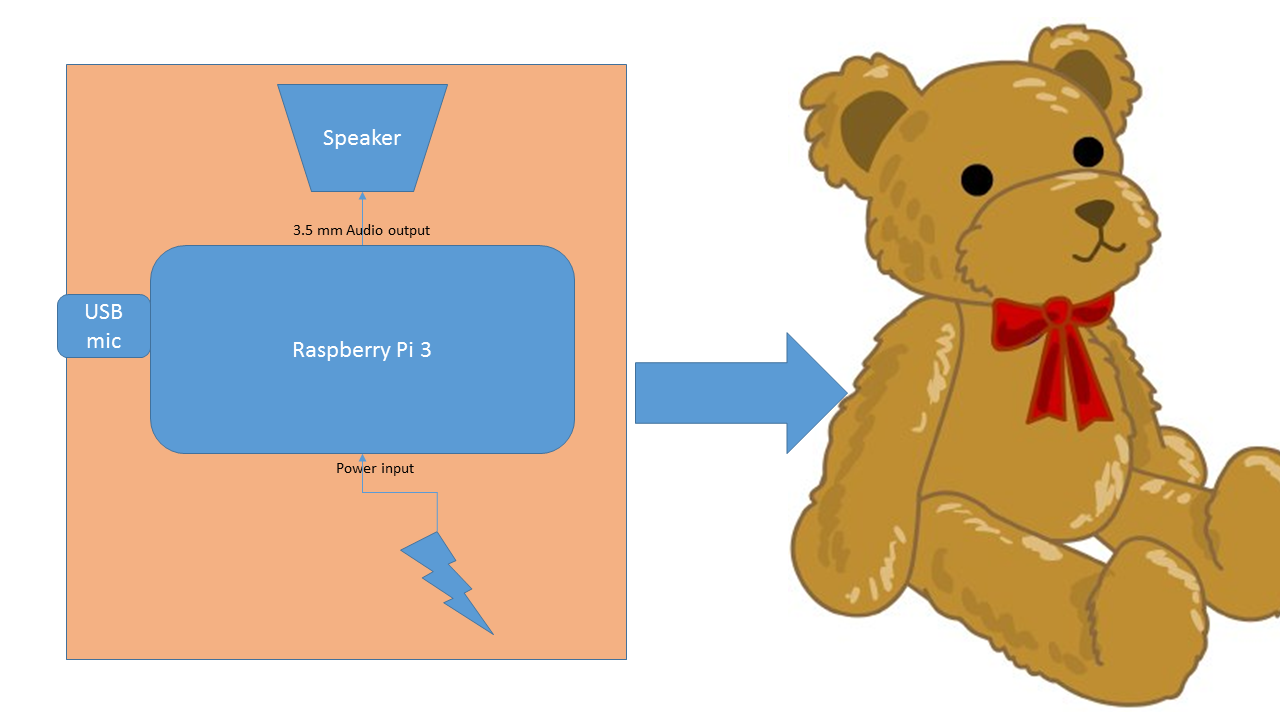 Speaker
3.5 mm Audio output
USB
mic
Raspberry Pi 3
Power input